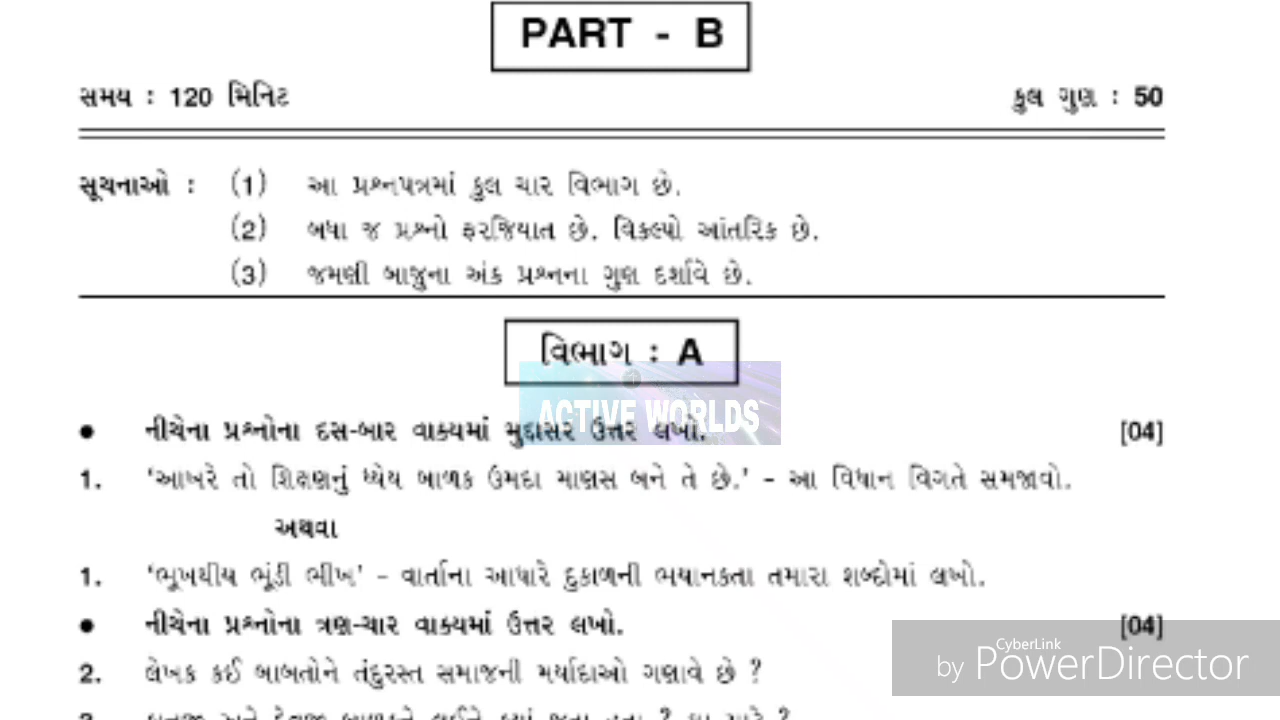 PART - B
સમય : 120 મિનિટ કુલ ગુણ : 50
સૂચનાઓ : (1) આ પ્રશ્નપત્રમાં કુલ ચાર વિભાગ છે.
(2) બધા જ પ્રશ્નો ફરજિયાત છે. વિકલ્પો આંતરિક છે.
(3) જમણી બાજુના અંક પ્રશ્નના ગુણ દર્શાવે છે.
વિભાગ : A
ACTIVE WORLDS
● નીચેના પ્રશ્નોના દસ-બાર વાક્યમાં મુદ્દાસર ઉત્તર લખો. [04]
1. 'આખરે તો શિક્ષણનું ધ્યેય બાળક ઉમદા માણસ બને તે છે.' - આ વિધાન વિગતે સમજાવો.
અથવા
1. 'ભૂખથીય ભૂંડી ભીખ' - વાર્તાના આધારે દુકાળની ભયાનકતા તમારા શબ્દોમાં લખો.
● નીચેના પ્રશ્નોના ત્રણ-ચાર વાક્યમાં ઉત્તર લખો. [04]
2. લેખક કઈ બાબતોને તંદુરસ્ત સમાજની મર્યાદાઓ ગણાવે છે ?
CyberLink
by PowerDirector